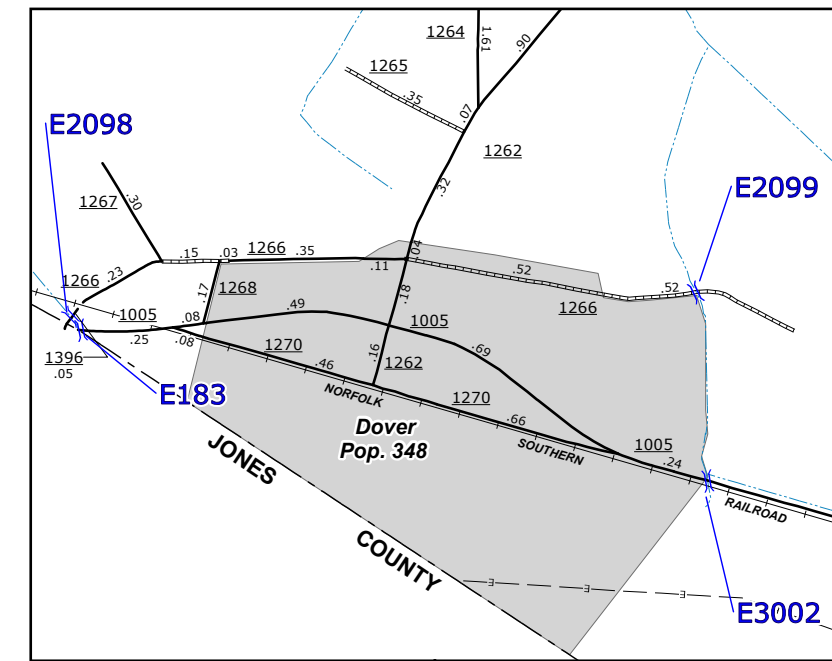 1264
1.61
.90
1265
.35
.07
E2098
1262
.32
E2099
1267
.30
.04
.15
.03
1266
.35
.11
.52
.52
1266
.23
1266
1268
.17
.18
.49
1005
.08
1005
.25
.08
.69
1270
.46
.16
1262
1396
.05
E183
NORFOLK
1270
.66
Dover
Pop. 348
SOUTHERN
1005
.24
JONES
RAILROAD
COUNTY
E
E
E
E3002